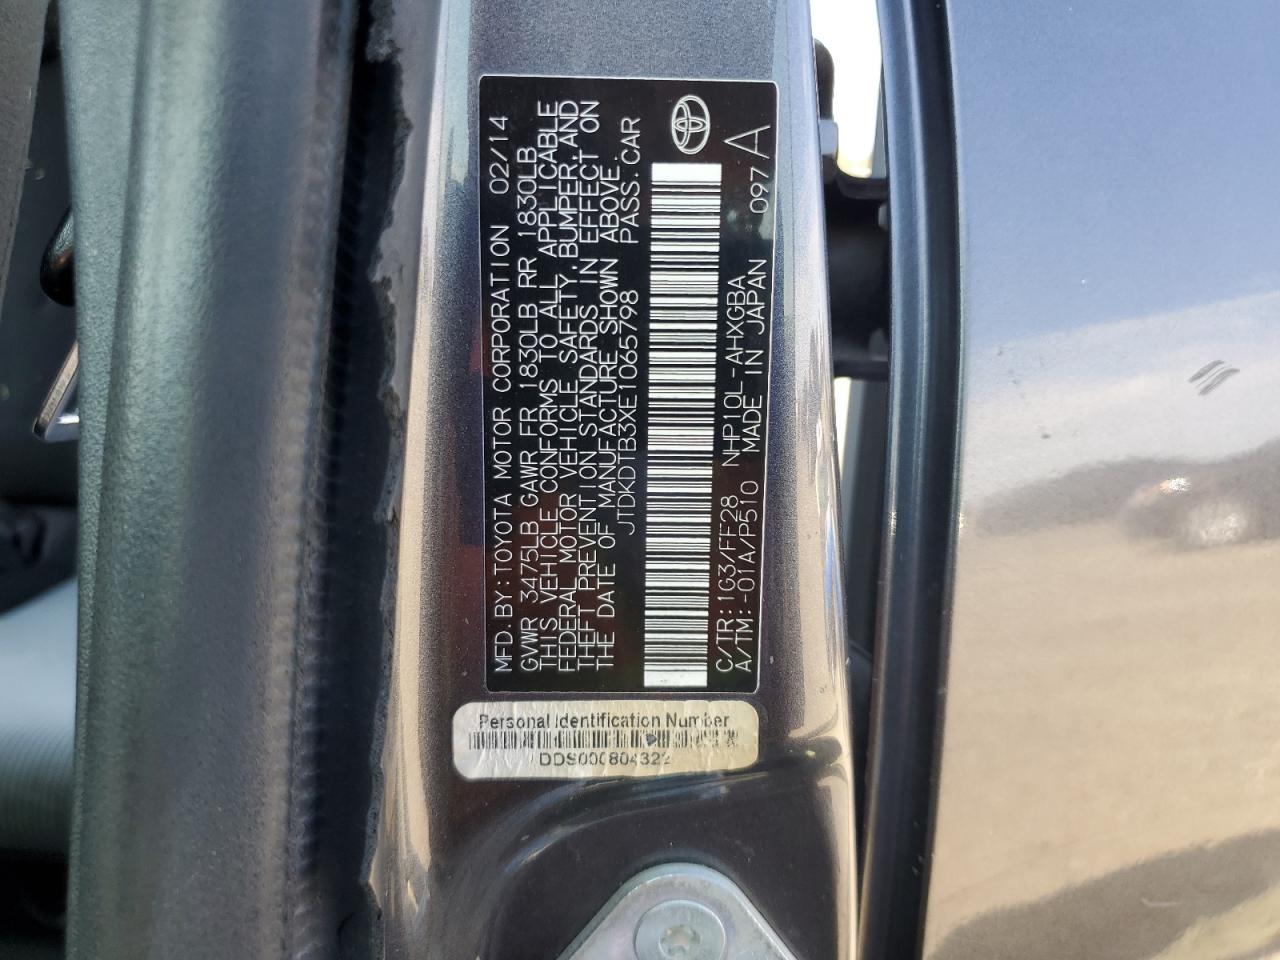 MFD.BY:TOYOTA MOTOR CORPORATION 02/14
GVWR 3475LB GAWR FR 1830LB RR 1830LB
THIS VEHICLE CONFORMS TO ALL APPLICABLE
FEDERAL MOTOR VEHICLE SAFETY, BUMPER, AND
THEFT PREVENTION STANDARDS IN EFFECT ON
THE DATE OF MANUFACTURE SHOWN ABOVE.
JTDKDTB3XE1065798 PASS.CAR
C/TR:1G3/FF28 NHP10L-AHXGBA 097A
A/TM:-01A/P510 MADE IN JAPAN
Personal Identification Number
DDS000804322